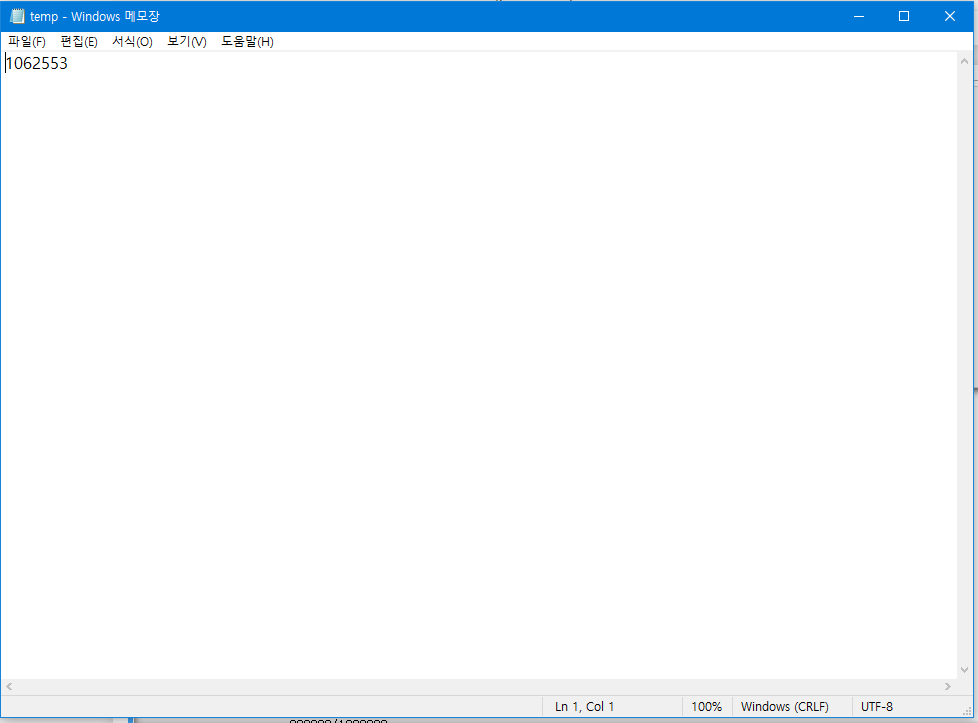 temp - Windows 메모장
파일(F) 편집(E) 서식(O) 보기(V) 도움말(H)
1062553
Ln 1, Col 1 100% Windows (CRLF) UTF-8